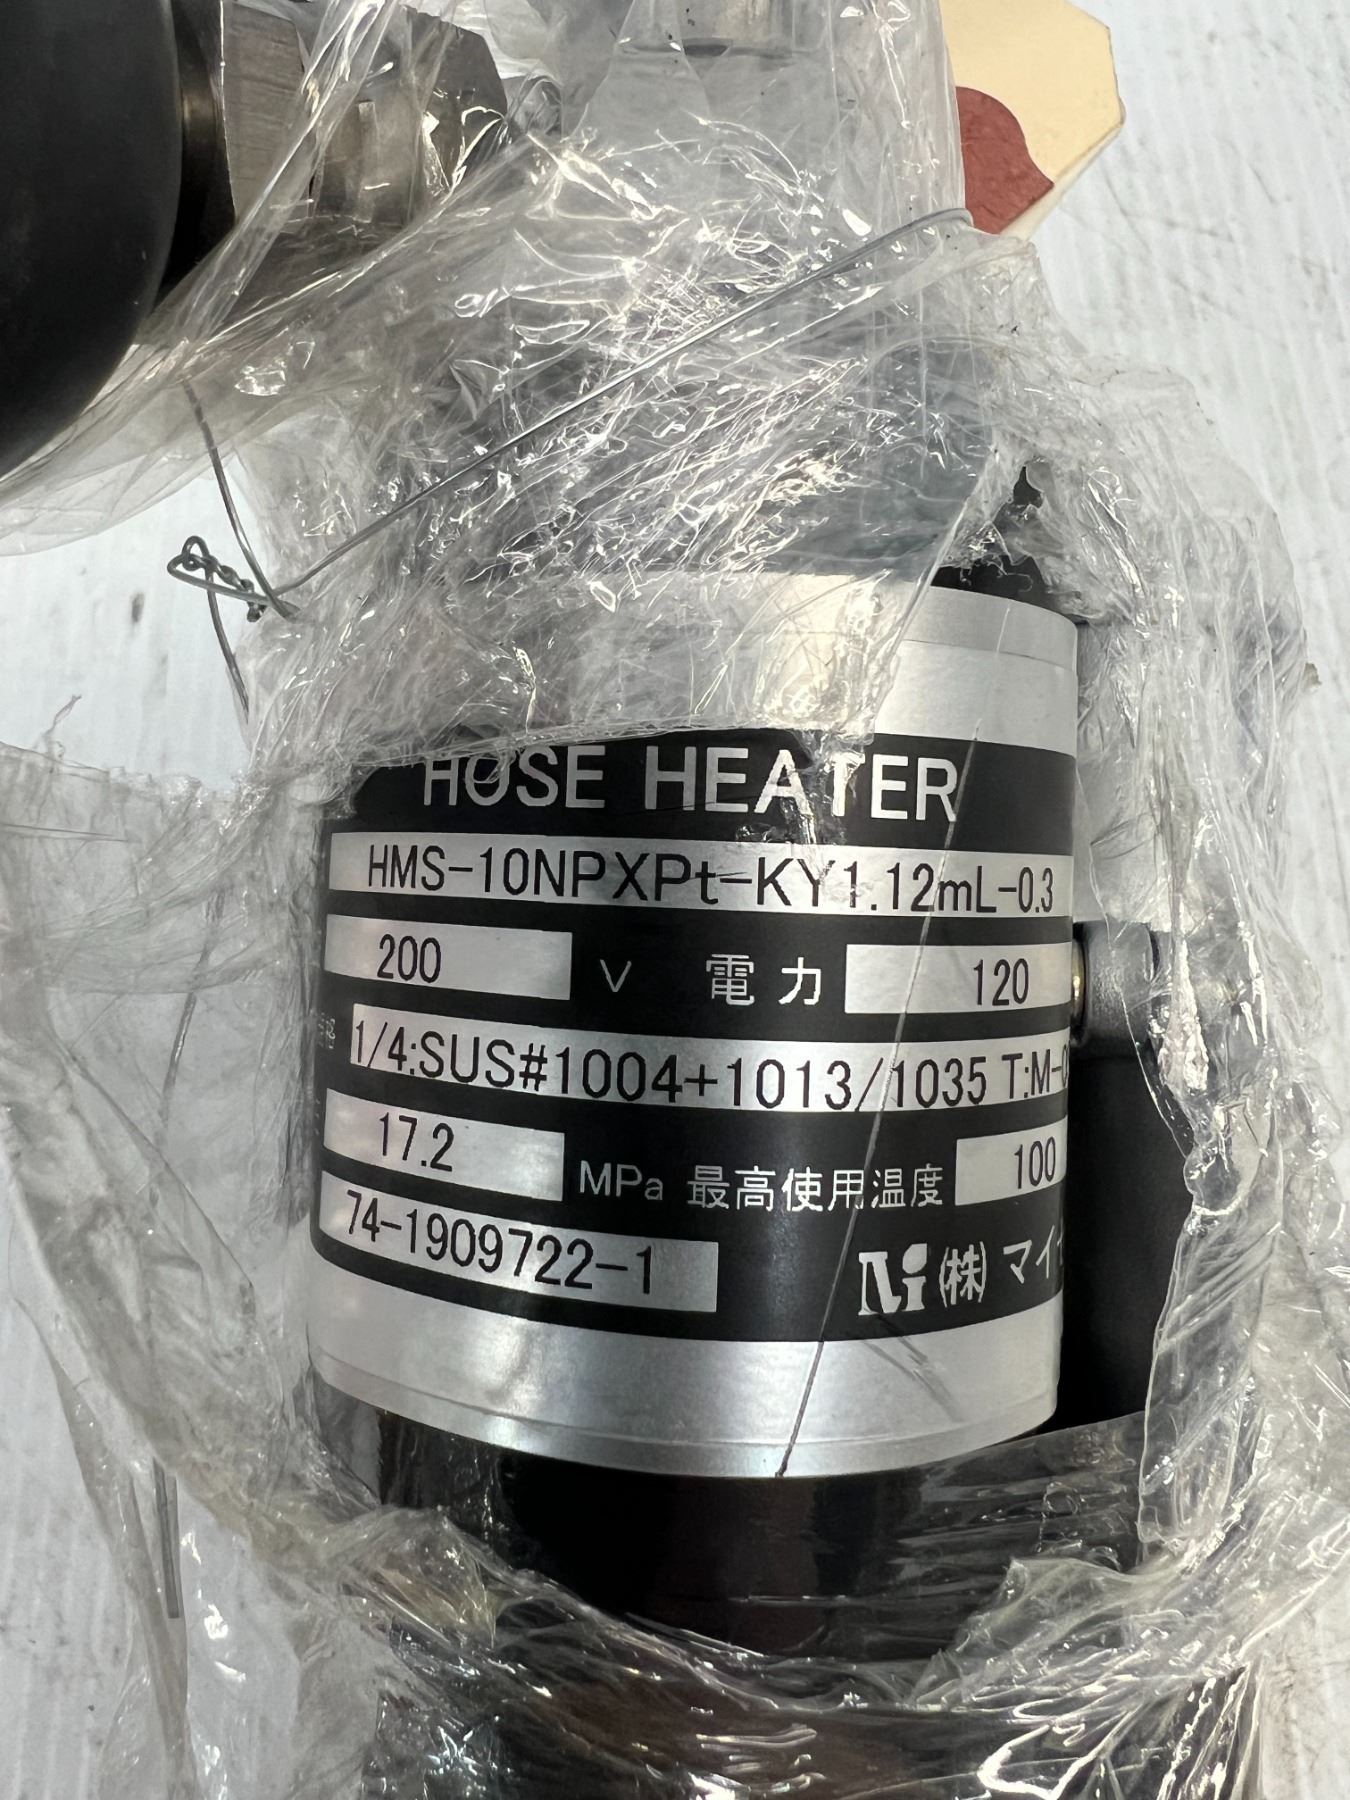 HOSE HEATER
HMS-10NPXPt-KY1.12mL-0.3
200 V 電力 120
1/4:SUS#1004+1013/1035 T:M-
17.2 MPa 最高使用温度 100
74-1909722-1
Mi (株) マイ